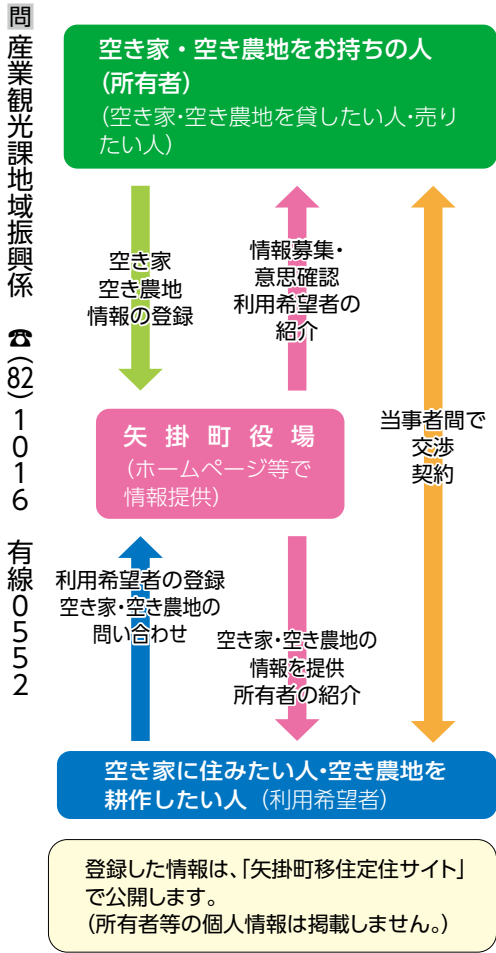 問 産業観光課地域振興係 ☎(82)1016 有線0552
空き家・空き農地をお持ちの人
(所有者)
(空き家・空き農地を貸したい人・売り
たい人)
空き家
空き農地
情報の登録
情報募集・
意思確認
利用希望者の
紹介
当事者間で
交渉
契約
矢掛町役場
(ホームページ等で
情報提供)
利用希望者の登録
空き家・空き農地の
問い合わせ
空き家・空き農地の
情報を提供
所有者の紹介
空き家に住みたい人・空き農地を
耕作したい人(利用希望者)
登録した情報は、「矢掛町移住定住サイト」
で公開します。
(所有者等の個人情報は掲載しません。)